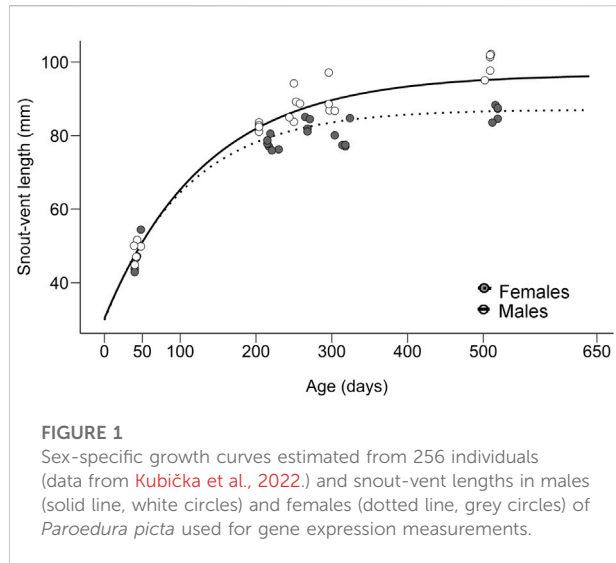 100
80
60
40
Snout-vent length (mm)
Females
Males
0 50 100 200 300 400 500 650
Age (days)
FIGURE 1
Sex-specific growth curves estimated from 256 individuals
(data from Kubička et al., 2022.) and snout-vent lengths in males
(solid line, white circles) and females (dotted line, grey circles) of
Paroedura picta used for gene expression measurements.